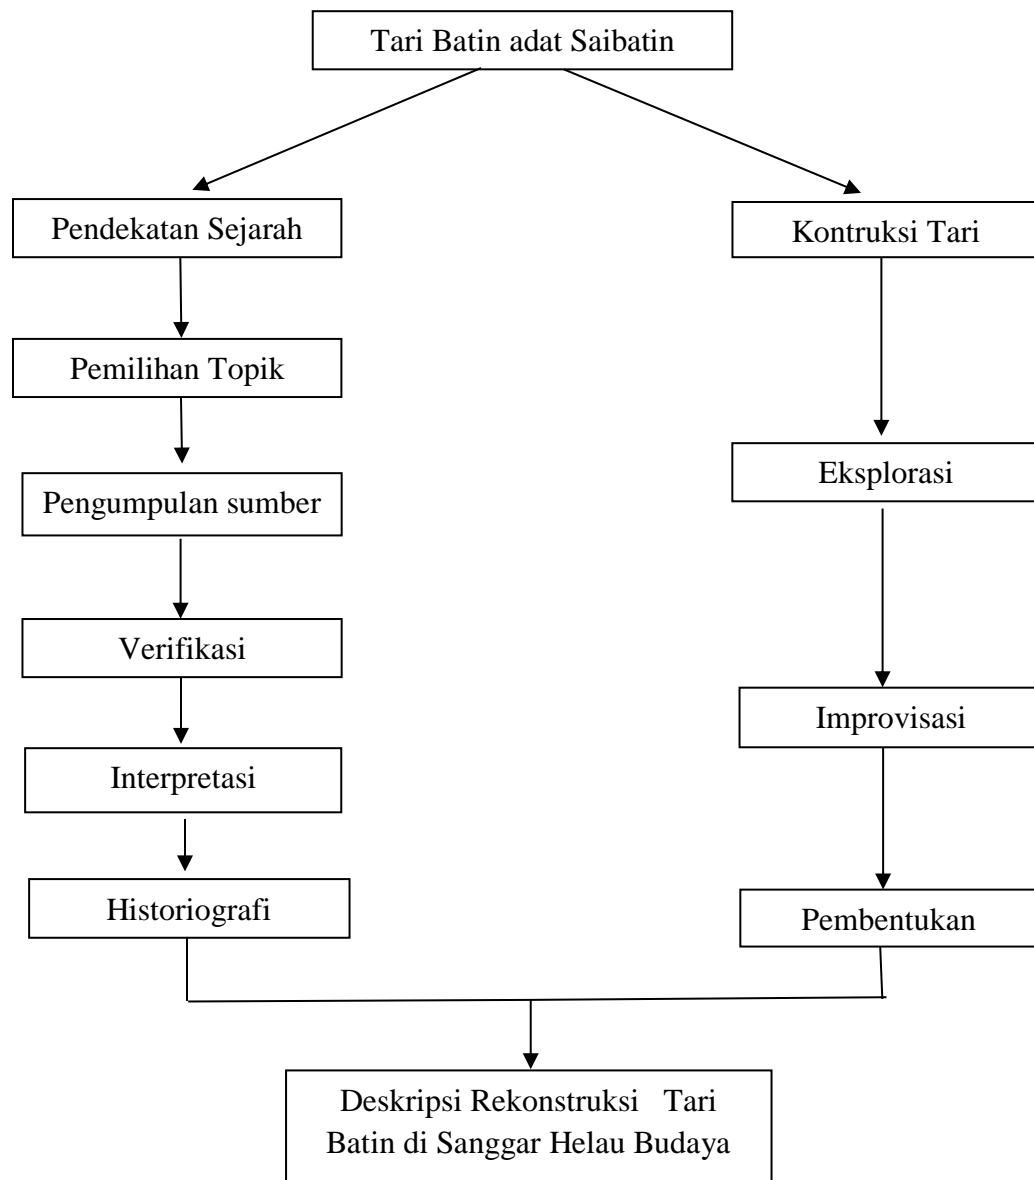 Tari Batin adat Saibatin
Pendekatan Sejarah
Kontruksi Tari
Pemilihan Topik
Eksplorasi
Pengumpulan sumber
Verifikasi
Improvisasi
Interpretasi
Historiografi
Pembentukan
Deskripsi Rekonstruksi Tari
Batin di Sanggar Helau Budaya